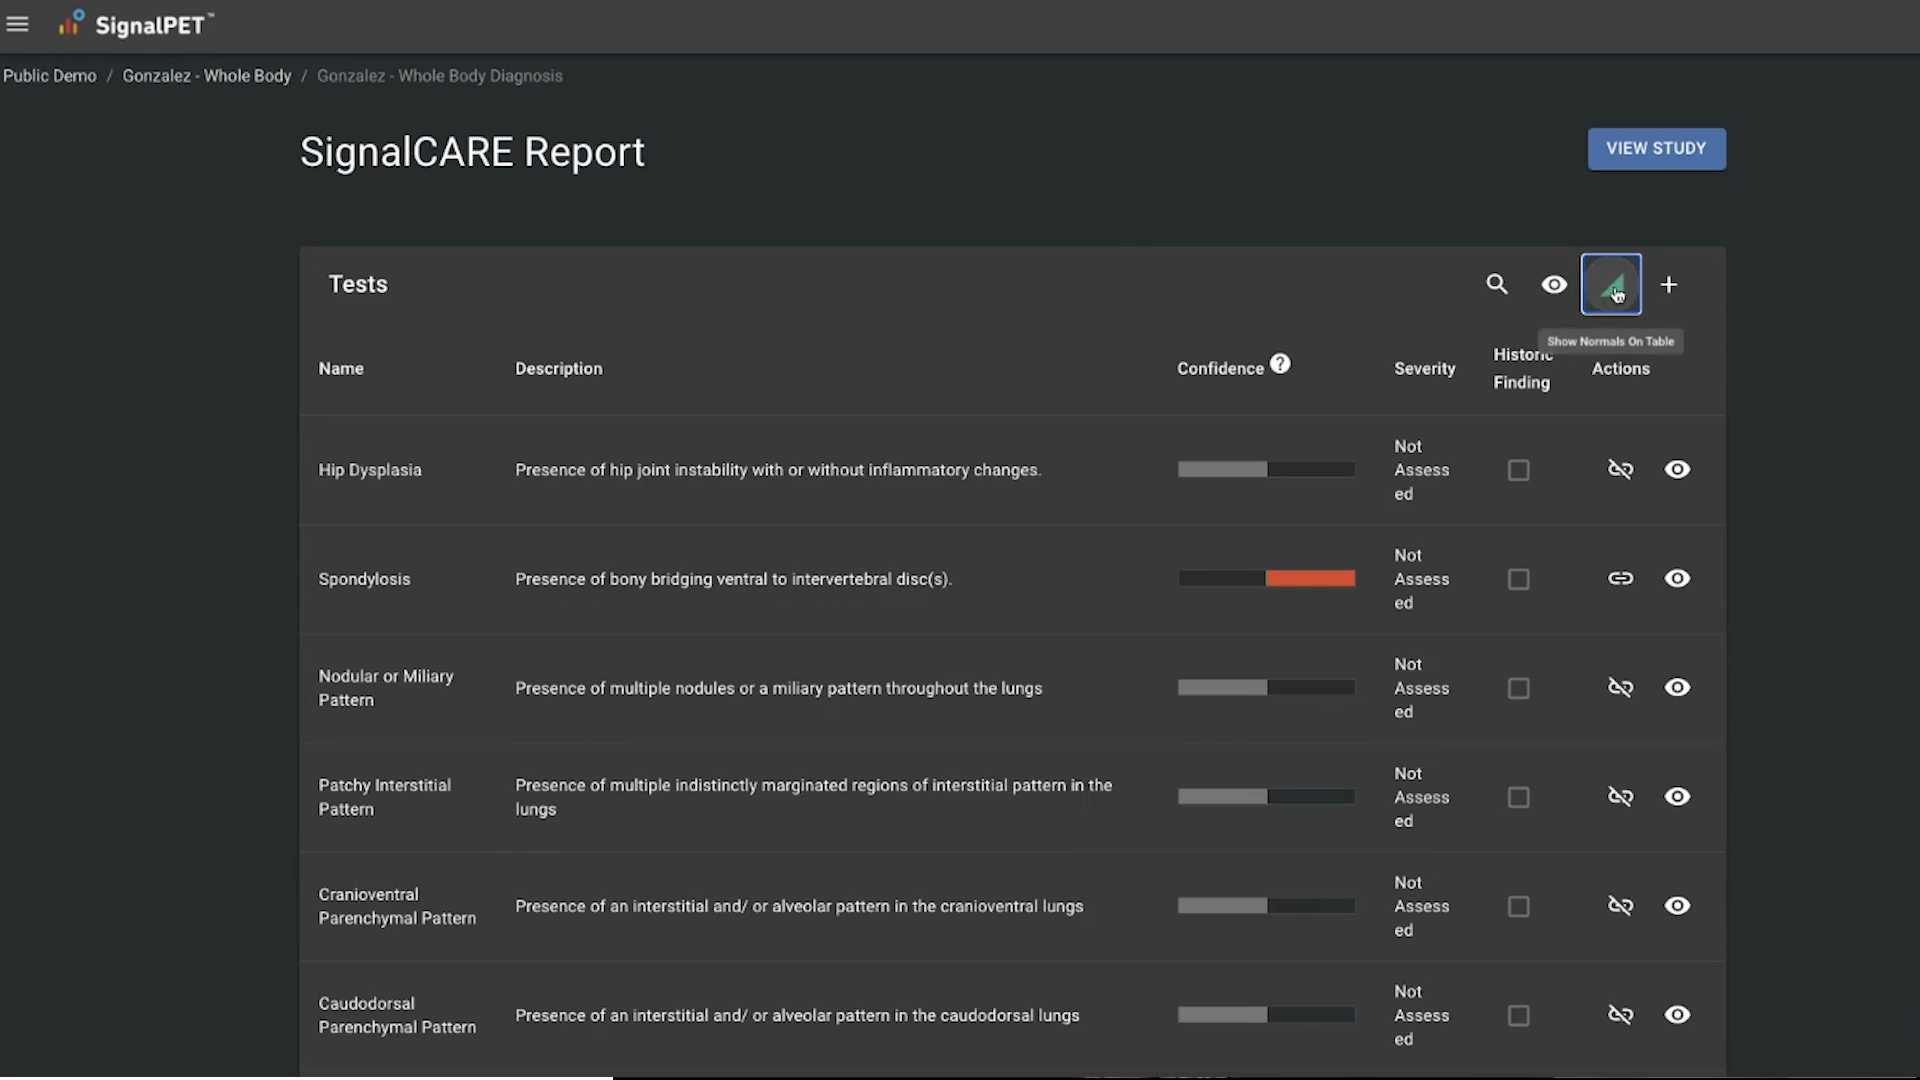 SignalPET™
Public Demo / Gonzalez - Whole Body / Gonzalez - Whole Body Diagnosis
SignalCARE Report
VIEW STUDY
Tests
Show Normals On Table
Name
Description
Confidence ?
Severity
Historic
Finding
Actions
Hip Dysplasia
Presence of hip joint instability with or without inflammatory changes.
Not
Assess
ed
Spondylosis
Presence of bony bridging ventral to intervertebral disc(s).
Not
Assess
ed
Nodular or Miliary
Pattern
Presence of multiple nodules or a miliary pattern throughout the lungs
Not
Assess
ed
Patchy Interstitial
Pattern
Presence of multiple indistinctly marginated regions of interstitial pattern in the
lungs
Not
Assess
ed
Cranioventral
Parenchymal Pattern
Presence of an interstitial and/ or alveolar pattern in the cranioventral lungs
Not
Assess
ed
Caudodorsal
Parenchymal Pattern
Presence of an interstitial and/ or alveolar pattern in the caudodorsal lungs
Not
Assess
ed